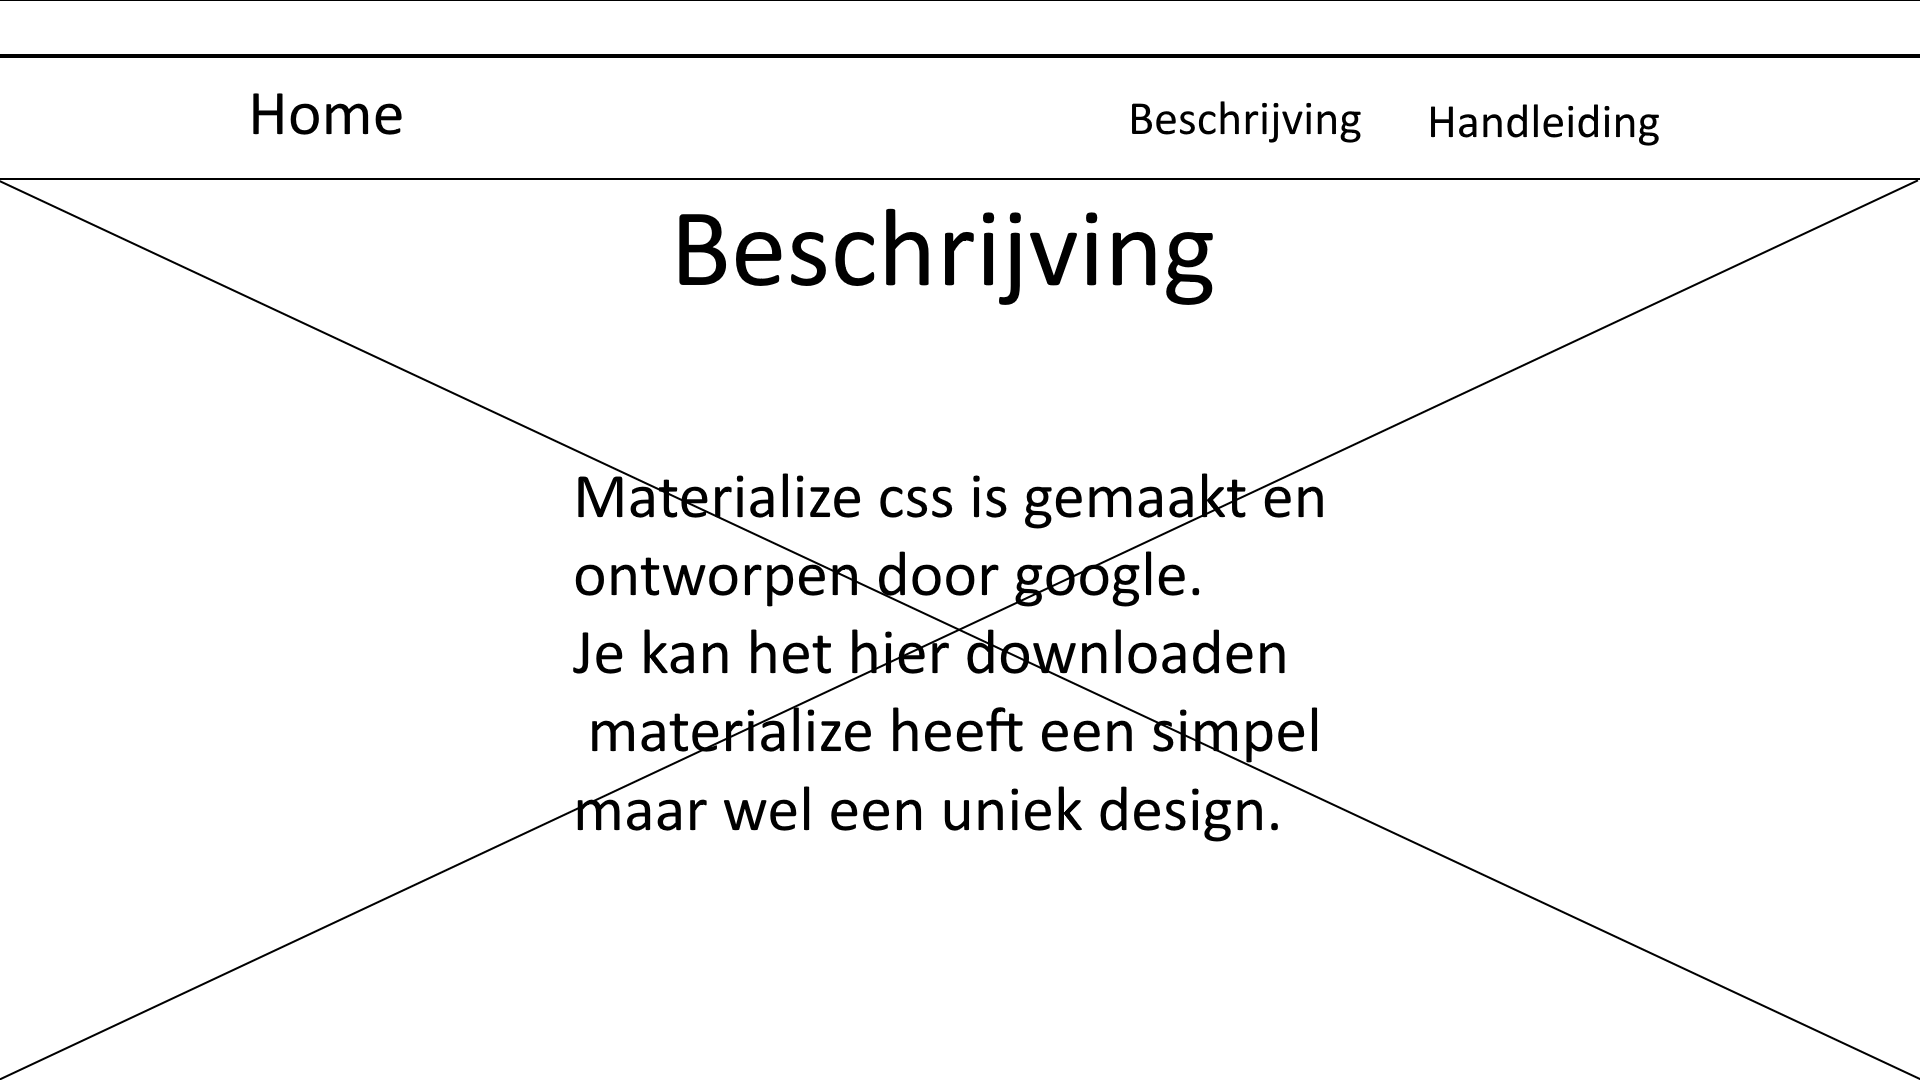 Home Beschrijving Handleiding
Beschrijving
Materialize css is gemaakt en
ontworpen door google.
Je kan het hier downloaden
materialize heeft een simpel
maar wel een uniek design.